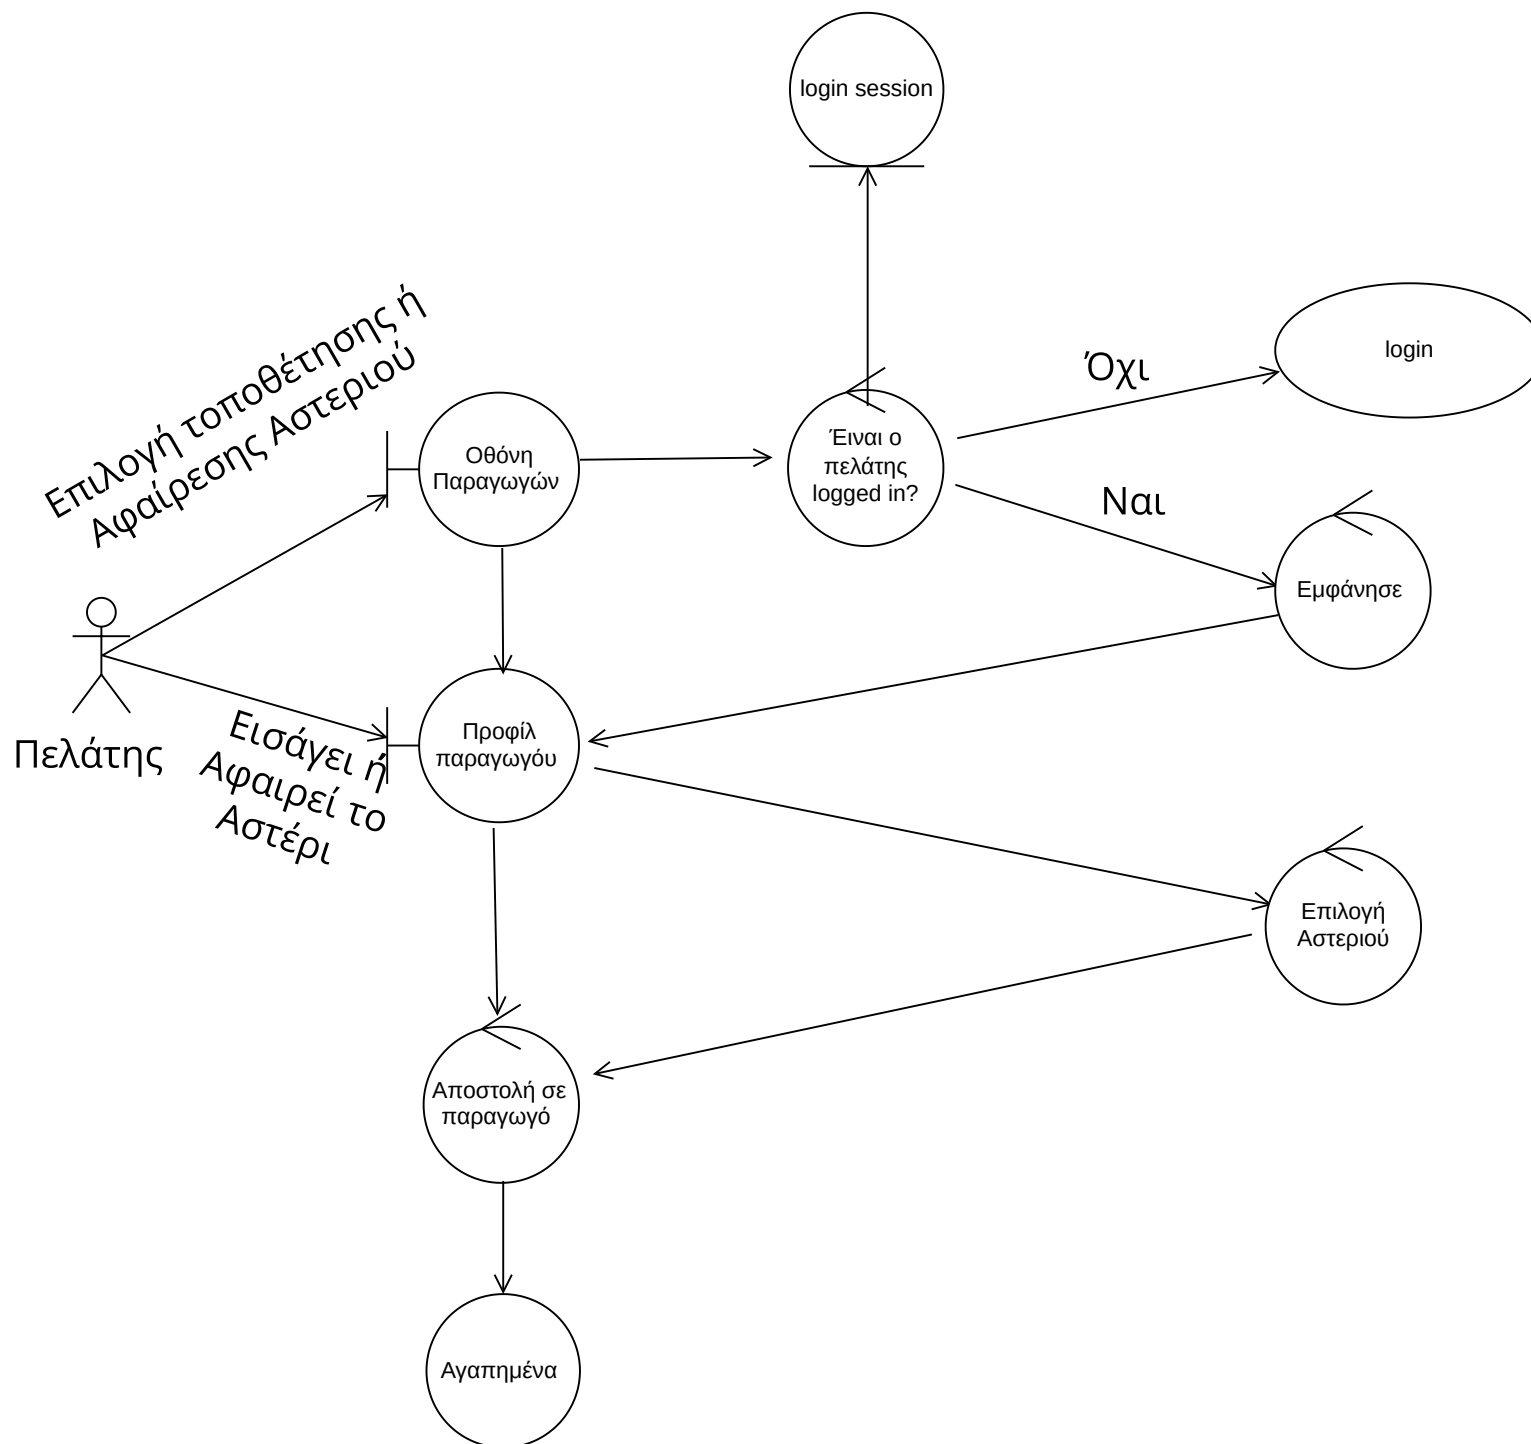 login session
Επιλογή τοποθέτησης ή
Αφαίρεσης Αστεριού
login
Όχι
Έιναι ο
πελάτης
logged in?
Οθόνη
Παραγωγών
Ναι
Εμφάνησε
Πελάτης
Εισάγει ή
Αφαιρεί το
Αστέρι
Προφίλ
παραγωγόυ
Επιλογή
Αστεριού
Αποστολή σε
παραγωγό
Αγαπημένα